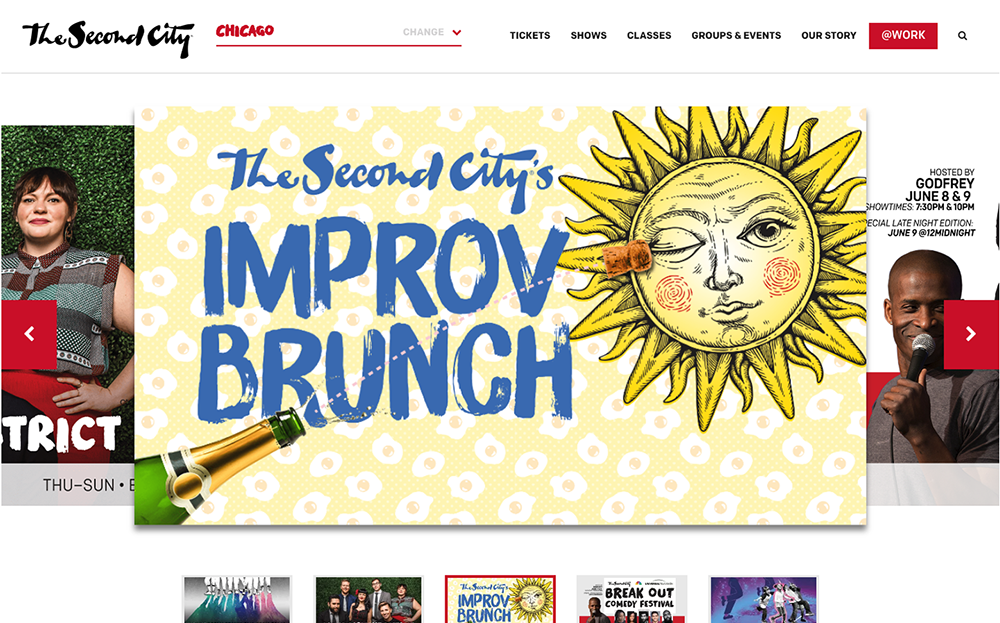 The Second City
CHICAGO
CHANGE
TICKETS
SHOWS
CLASSES
GROUPS & EVENTS
OUR STORY
@WORK
The Second City's
IMPROV
BRUNCH
TRICT
THU–SUN •
HOSTED BY
GODFREY
JUNE 8 & 9
SHOWTIMES: 7:30PM & 10PM
ECIAL LATE NIGHT EDITION:
JUNE 9 @12MIDNIGHT
The Second City's
IMPROV
BRUNCH
The Second City
BREAK OUT
COMEDY FESTIVAL